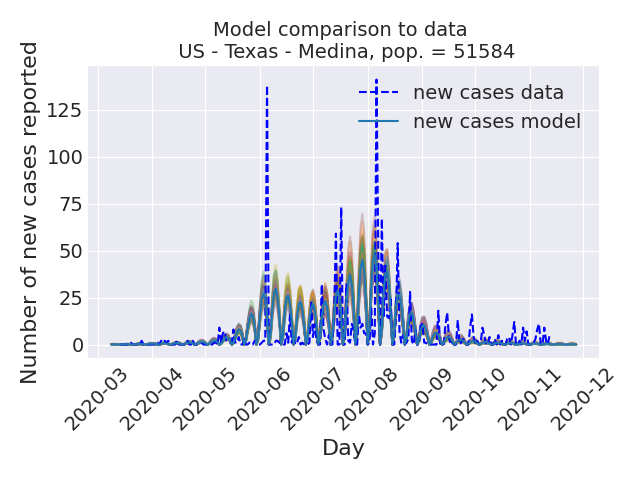 Model comparison to data
US - Texas - Medina, pop. = 51584
Number of new cases reported
125
100
75
50
25
0
new cases data
new cases model
2020-03
2020-04
2020-05
2020-06
2020-07
2020-08
2020-09
2020-10
2020-11
2020-12
Day